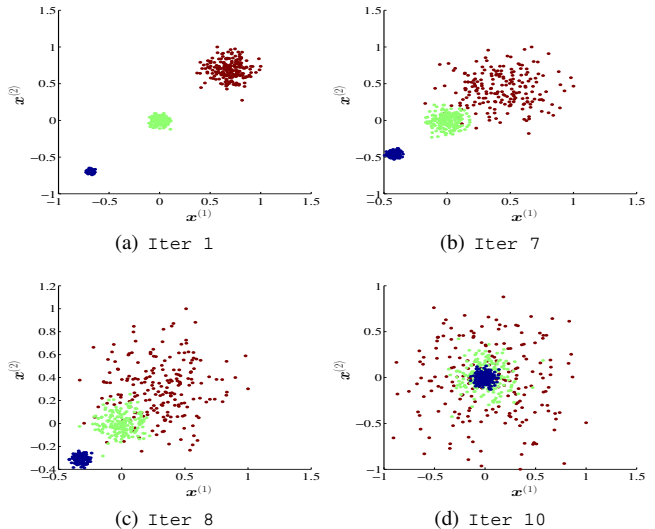 1.5
1
0.5
0
−0.5
−1
−1 −0.5 0 0.5 1 1.5
x^(2)
x^(1)
(a) Iter 1
1.5
1
0.5
0
−0.5
−1
−0.5 0 0.5 1 1.5
x^(2)
x^(1)
(b) Iter 7
1.2
1
0.8
0.6
0.4
0.2
0
−0.2
−0.4
−0.5 0 0.5 1 1.5
x^(2)
x^(1)
(c) Iter 8
1
0.5
0
−0.5
−1
−1 −0.5 0 0.5 1 1.5
x^(2)
x^(1)
(d) Iter 10